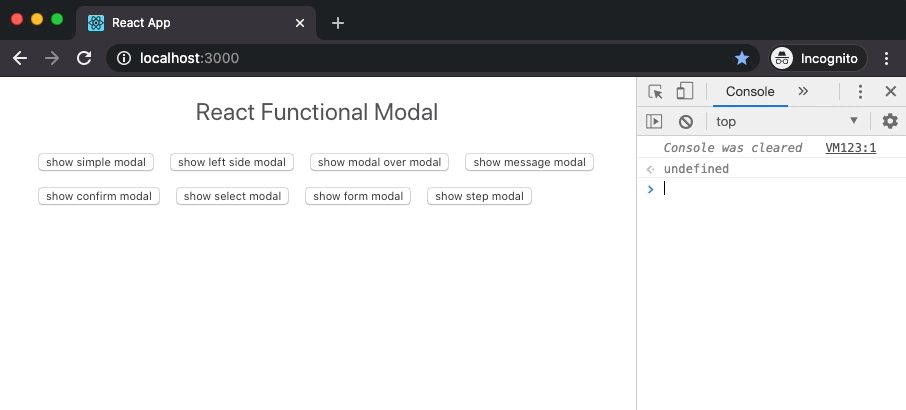 React App
localhost:3000
Incognito
React Functional Modal
show simple modal show left side modal show modal over modal show message modal
show confirm modal show select modal show form modal show step modal
Console
top
Console was cleared VM123:1
undefined